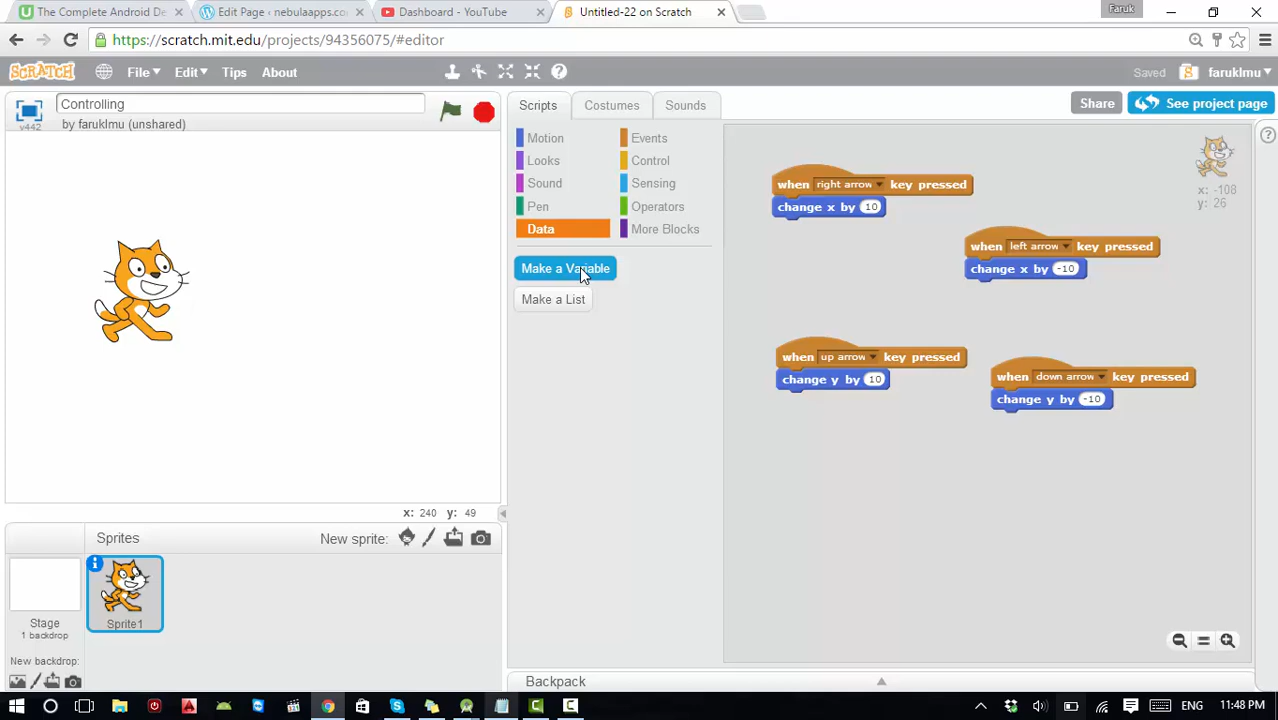 The Complete Android De
Edit Page ‹ nebulaapps.co
Dashboard - YouTube
Untitled-22 on Scratch
Faruk
https://scratch.mit.edu/projects/94356075/#editor
SCRATCH
File
Edit
Tips
About
Saved
faruklmu
v442
Controlling
by faruklmu (unshared)
Scripts
Costumes
Sounds
Share
See project page
Motion
Events
Looks
Control
Sound
Sensing
Pen
Operators
Data
More Blocks
Make a Variable
Make a List
when right arrow key pressed
change x by 10
when left arrow key pressed
change x by -10
when up arrow key pressed
change y by 10
when down arrow key pressed
change y by -10
x: -108
y: 26
x: 240 y: 49
Sprites
New sprite:
Stage
1 backdrop
New backdrop:
Sprite1
Backpack
ENG
11:48 PM